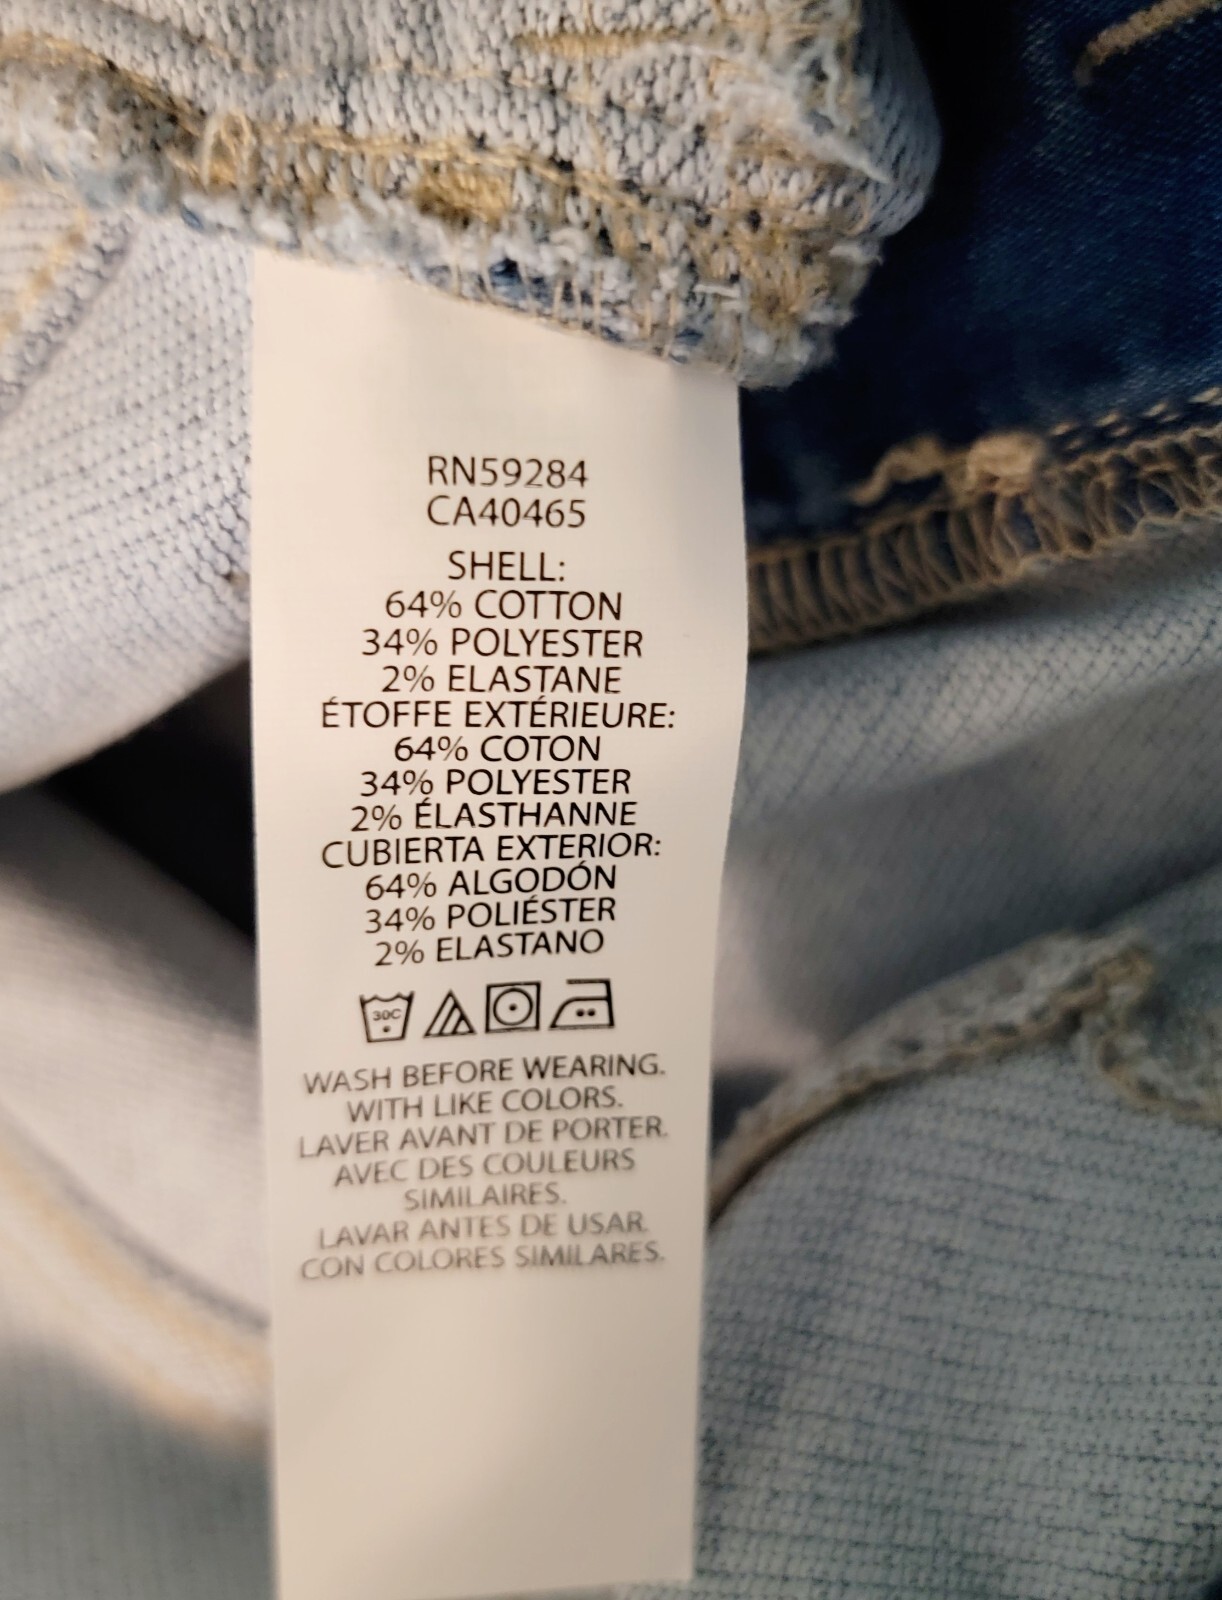 RN59284
CA40465
SHELL:
64% COTTON
34% POLYESTER
2% ELASTANE
ÉTOFFE EXTÉRIEURE:
64% COTON
34% POLYESTER
2% ÉLASTHANNE
CUBIERTA EXTERIOR:
64% ALGODÓN
34% POLIÉSTER
2% ELASTANO
30C
WASH BEFORE WEARING.
WITH LIKE COLORS.
LAVER AVANT DE PORTER.
AVEC DES COULEURS
SIMILAIRES.
LAVAR ANTES DE USAR.
CON COLORES SIMILARES.